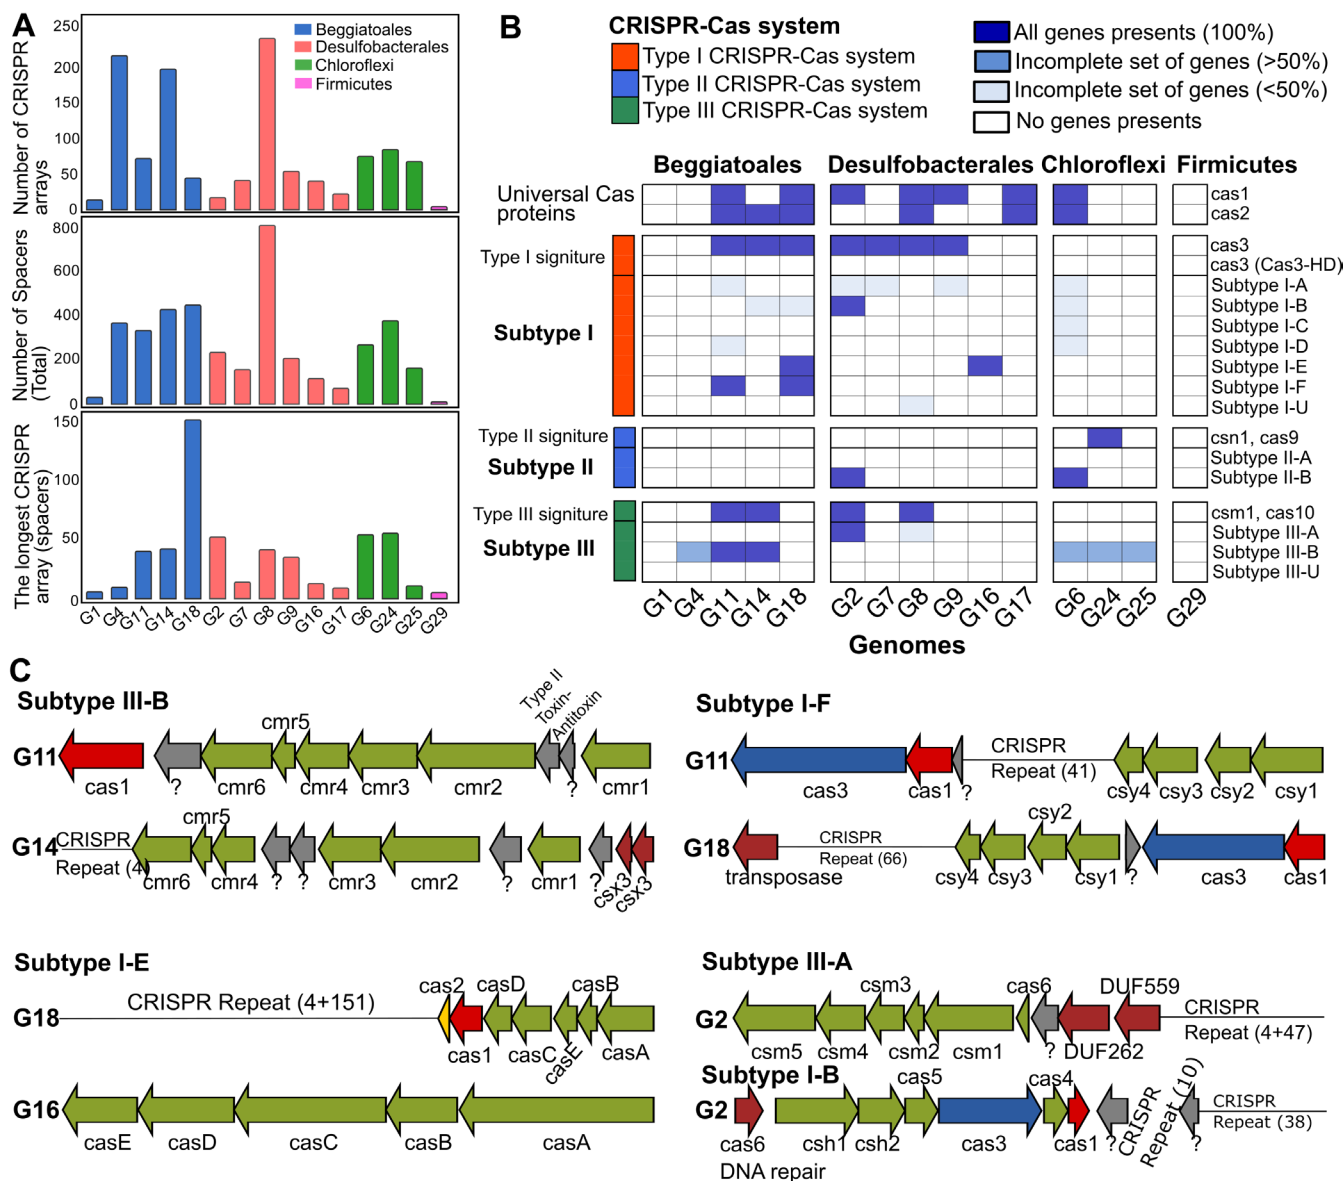 A
Number of CRISPR
arrays
250
200
150
100
50
0
Beggiatoales
Desulfobacterales
Chloroflexi
Firmicutes
Number of Spacers
(Total)
800
600
400
200
0
The longest CRISPR
array (spacers)
150
100
50
0
G1 G4 G11 G14 G18 G2 G7 G8 G9 G16 G17 G6 G24 G25 G29
B
CRISPR-Cas system
Type I CRISPR-Cas system
Type II CRISPR-Cas system
Type III CRISPR-Cas system
All genes presents (100%)
Incomplete set of genes (>50%)
Incomplete set of genes (<50%)
No genes presents
Beggiatoales Desulfobacterales Chloroflexi Firmicutes
Universal Cas
proteins
cas1
cas2
Type I signiture
Subtype I
cas3
cas3 (Cas3-HD)
Subtype I-A
Subtype I-B
Subtype I-C
Subtype I-D
Subtype I-E
Subtype I-F
Subtype I-U
Type II signiture
Subtype II
csn1, cas9
Subtype II-A
Subtype II-B
Type III signiture
Subtype III
csm1, cas10
Subtype III-A
Subtype III-B
Subtype III-U
G1 G4 G11 G14 G18 G2 G7 G8 G9 G16 G17 G6 G24 G25 G29
Genomes
C
Subtype III-B
Type II
Toxin-
Antitoxin
cmr5
G11
cas1 ? cmr6 cmr4 cmr3 cmr2 ? cmr1
cmr5
G14
CRISPR
Repeat (4)
cmr6 cmr4 ? ? cmr3 cmr2 ? cmr1 ? csx3 csx3
Subtype I-F
G11
CRISPR
Repeat (41)
cas3 cas1 ? csy4 csy3 csy2 csy1
csy2
G18
CRISPR
Repeat (66)
transposase csy4 csy3 csy1 ? cas3 cas1
Subtype I-E
cas2 casD casB
G18
CRISPR Repeat (4+151)
cas1 casC casE casA
G16
casE casD casC casB casA
Subtype III-A
csm3 cas6 DUF559
G2
CRISPR
Repeat (4+47)
csm5 csm4 csm2 csm1 ? DUF262
Subtype I-B
cas5 cas4
G2
CRISPR
Repeat (10)
CRISPR
Repeat (38)
cas6 csh1 csh2 cas3 cas1 ? ?
DNA repair